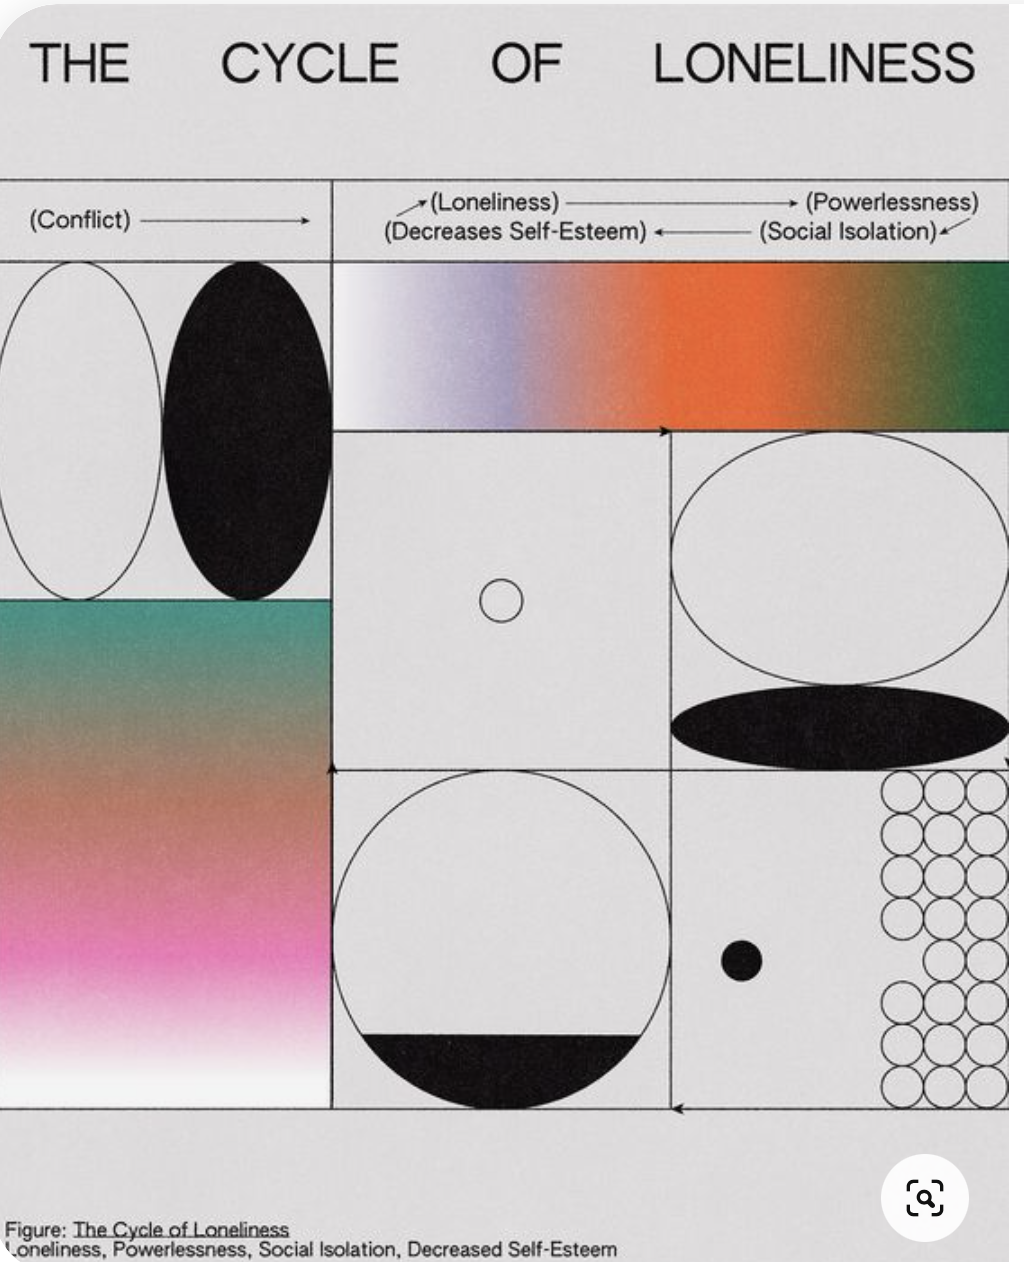 THE CYCLE OF LONELINESS
(Conflict)
(Loneliness) (Powerlessness)
(Decreases Self-Esteem) (Social Isolation)
Figure: The Cycle of Loneliness
Loneliness, Powerlessness, Social Isolation, Decreased Self-Esteem